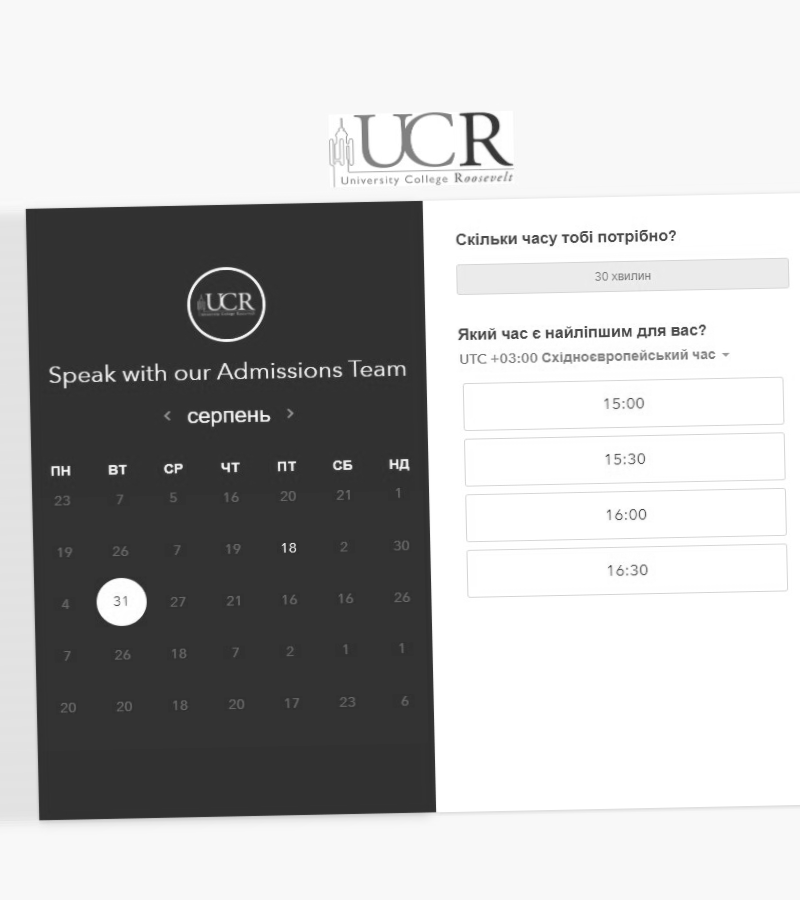 UCR
University College Roosevelt
UCR
Speak with our Admissions Team
серпень
ПН ВТ СР ЧТ ПТ СБ НД
23 7 5 16 20 21 1
19 26 7 19 18 2 30
4 31 27 21 16 16 26
7 26 18 7 2 1 1
20 20 18 20 17 23 6
Скільки часу тобі потрібно?
30 хвилин
Який час є найліпшим для вас?
UTC +03:00 Східноєвропейський час
15:00
15:30
16:00
16:30